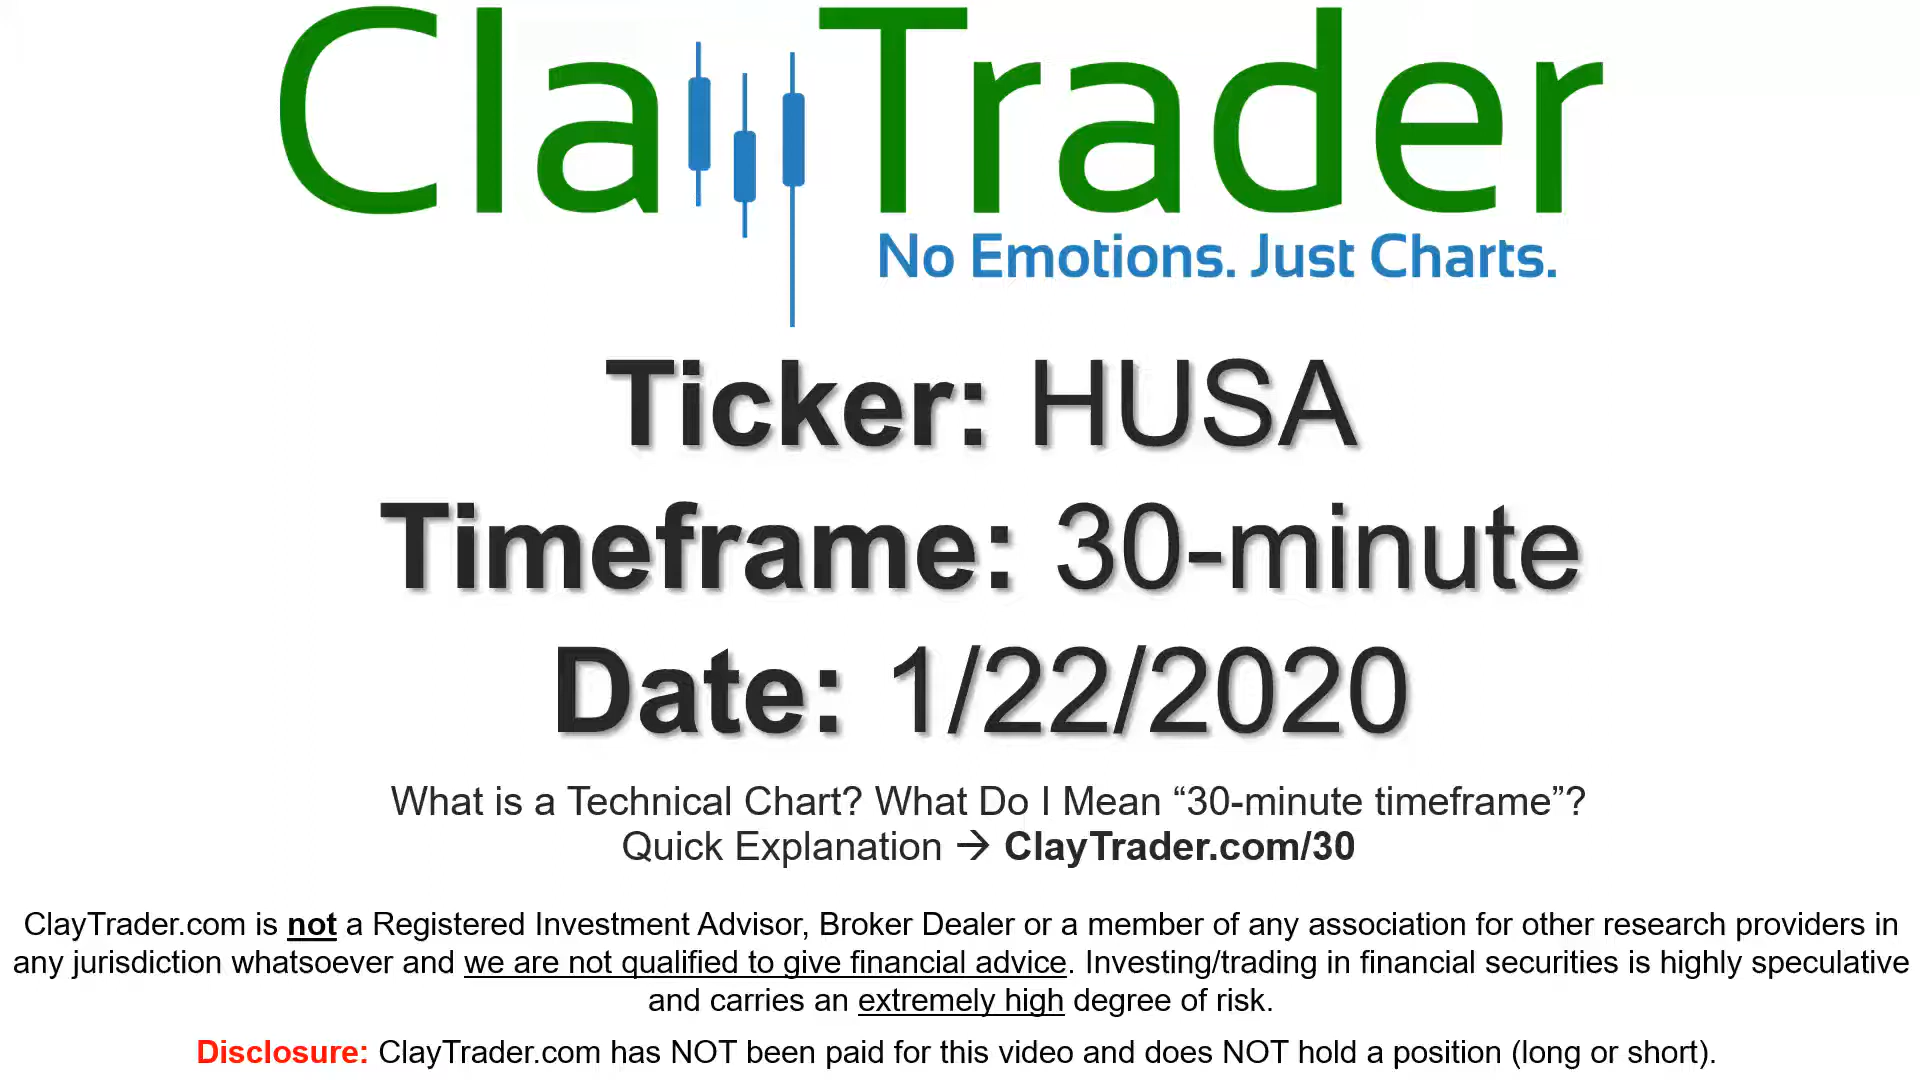 ClayTrader
No Emotions. Just Charts.
Ticker: HUSA
Timeframe: 30-minute
Date: 1/22/2020
What is a Technical Chart? What Do I Mean “30-minute timeframe”?
Quick Explanation → ClayTrader.com/30
ClayTrader.com is not a Registered Investment Advisor, Broker Dealer or a member of any association for other research providers in
any jurisdiction whatsoever and we are not qualified to give financial advice. Investing/trading in financial securities is highly speculative
and carries an extremely high degree of risk.
Disclosure: ClayTrader.com has NOT been paid for this video and does NOT hold a position (long or short).